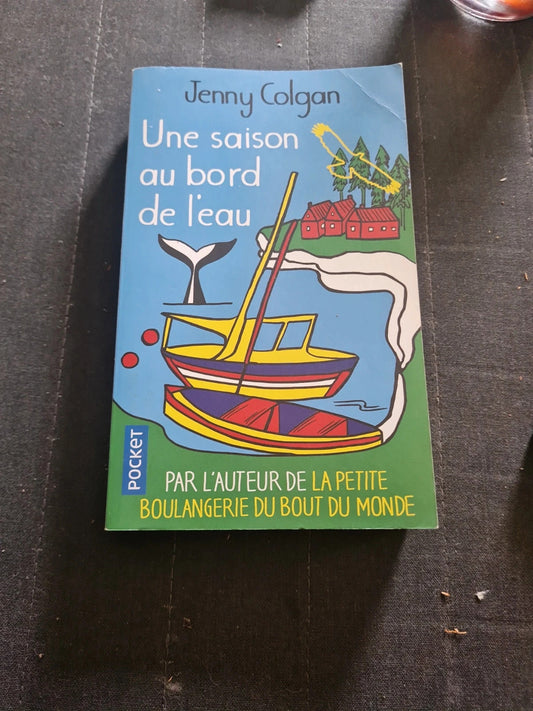 Jenny Colgan
Une saison
au bord
de l'eau
POCKET
PAR L'AUTEUR DE LA PETITE
BOULANGERIE DU BOUT DU MONDE